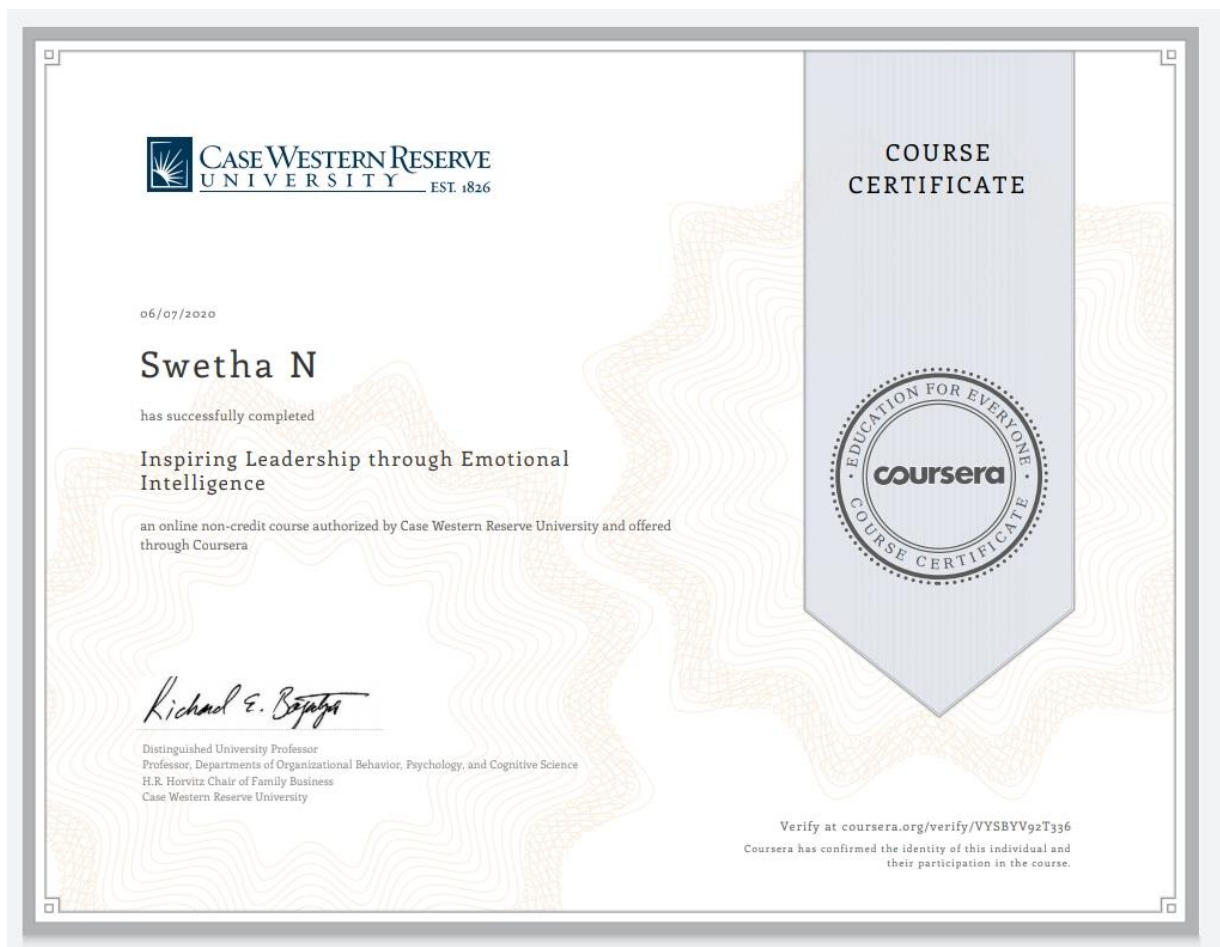 CASE WESTERN RESERVE
UNIVERSITY EST. 1826
COURSE
CERTIFICATE
06/07/2020
Swetha N
has successfully completed
Inspiring Leadership through Emotional
Intelligence
an online non-credit course authorized by Case Western Reserve University and offered
through Coursera
EDUCATION FOR EVERYONE
coursera
COURSE CERTIFICATE
Richard E.
Distinguished University Professor
Professor, Departments of Organizational Behavior, Psychology, and Cognitive Science
H.R. Horvitz Chair of Family Business
Case Western Reserve University
Verify at coursera.org/verify/VYSBYV92T336
Coursera has confirmed the identity of this individual and
their participation in the course.